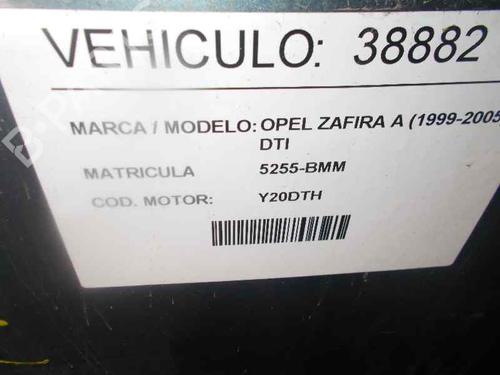 VEHICULO: 38882
MARCA / MODELO: OPEL ZAFIRA A (1999-2005
DTI
MATRICULA 5255-BMM
COD. MOTOR: Y20DTH